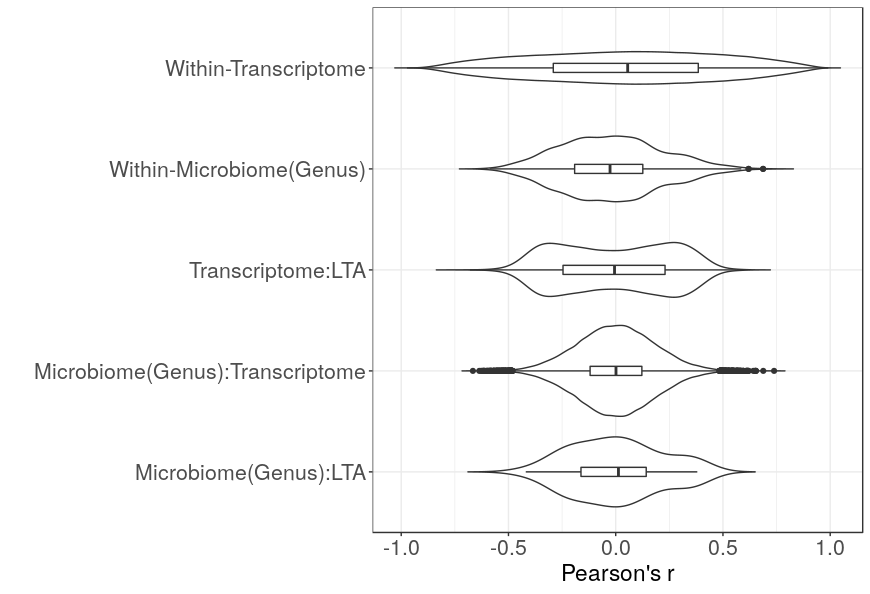 Within-Transcriptome
Within-Microbiome(Genus)
Transcriptome:LTA
Microbiome(Genus):Transcriptome
Microbiome(Genus):LTA
-1.0 -0.5 0.0 0.5 1.0
Pearson's r